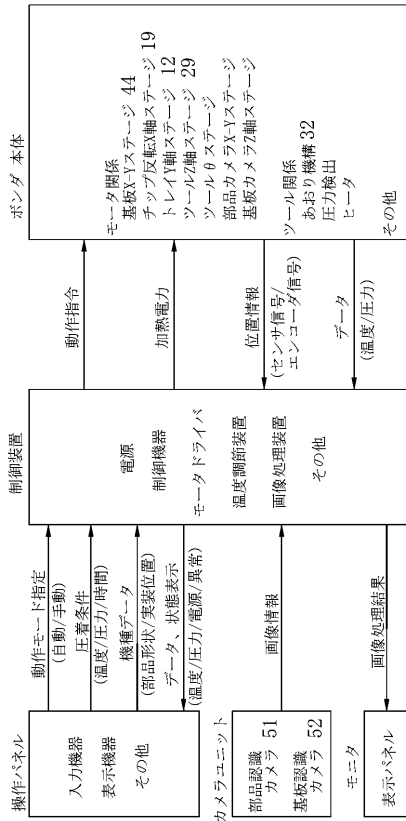 操作パネル
入力機器
表示機器
その他
カメラユニット
部品認識
カメラ 51
基板認識
カメラ 52
モニタ
表示パネル
動作モード指定
(自動/手動)
圧着条件
(温度/圧力/時間)
機種データ
(部品形状/実装位置)
データ、状態表示
(温度/圧力/電源/異常)
画像情報
画像処理結果
制御装置
電源
制御機器
モータドライバ
温度調節装置
画像処理装置
その他
動作指令
加熱電力
位置情報
(センサ信号/
エンコーダ信号)
データ
(温度/圧力)
ボンダ 本体
モータ関係
基板X-Yステージ 44
チップ反転X軸ステージ 19
トレイY軸ステージ 12
ツールZ軸ステージ 29
ツールθステージ
部品カメラX-Yステージ
基板カメラZ軸ステージ
ツール関係
あおり機構 32
圧力検出
ヒータ
その他